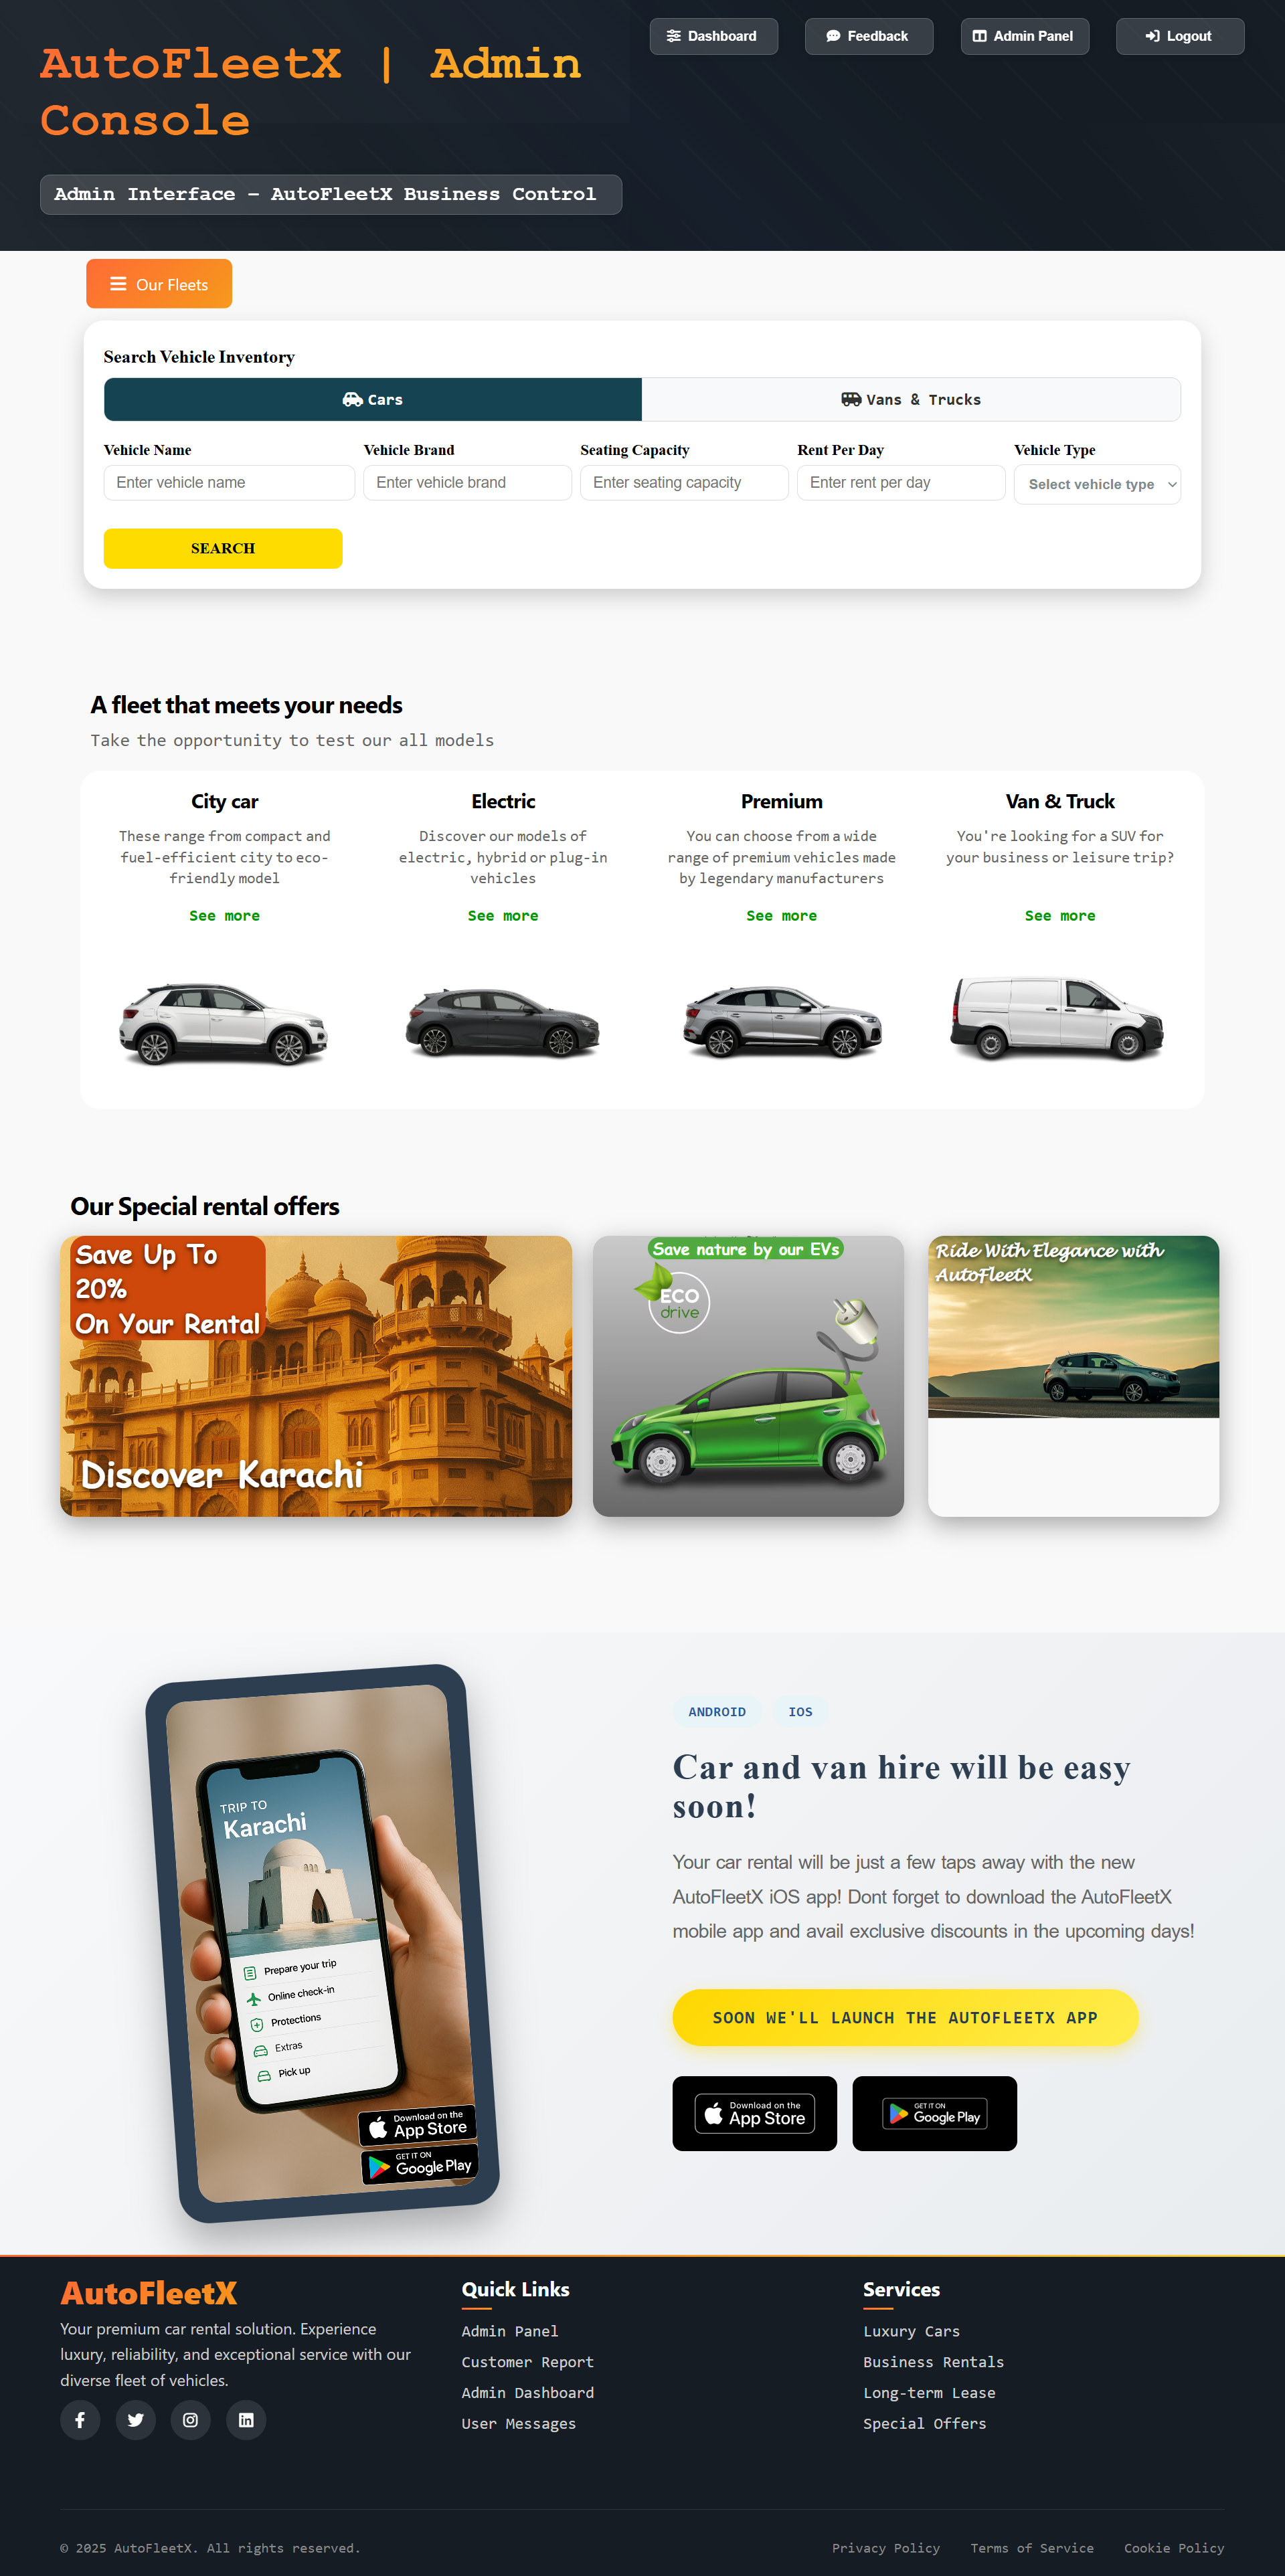 AutoFleetX | Admin
Console
Dashboard
Feedback
Admin Panel
Logout
Admin Interface – AutoFleetX Business Control
Our Fleets
Search Vehicle Inventory
Cars
Vans & Trucks
Vehicle Name
Vehicle Brand
Seating Capacity
Rent Per Day
Vehicle Type
Enter vehicle name
Enter vehicle brand
Enter seating capacity
Enter rent per day
Select vehicle type
SEARCH
A fleet that meets your needs
Take the opportunity to test our all models
City car
These range from compact and
fuel-efficient city to eco-
friendly model
See more
Electric
Discover our models of
electric, hybrid or plug-in
vehicles
See more
Premium
You can choose from a wide
range of premium vehicles made
by legendary manufacturers
See more
Van & Truck
You're looking for a SUV for
your business or leisure trip?
See more
Our Special rental offers
Save Up To
20%
On Your Rental
Discover Karachi
Save nature by our EVs
ECO
drive
Ride With Elegance with
AutoFleetX
TRIP TO
Karachi
Prepare your trip
Online check-in
Protections
Extras
Pick up
Download on the
App Store
GET IT ON
Google Play
ANDROID
IOS
Car and van hire will be easy
soon!
Your car rental will be just a few taps away with the new
AutoFleetX iOS app! Dont forget to download the AutoFleetX
mobile app and avail exclusive discounts in the upcoming days!
SOON WE'LL LAUNCH THE AUTOFLEETX APP
Download on the
App Store
GET IT ON
Google Play
AutoFleetX
Your premium car rental solution. Experience
luxury, reliability, and exceptional service with our
diverse fleet of vehicles.
Quick Links
Admin Panel
Customer Report
Admin Dashboard
User Messages
Services
Luxury Cars
Business Rentals
Long-term Lease
Special Offers
© 2025 AutoFleetX. All rights reserved.
Privacy Policy
Terms of Service
Cookie Policy